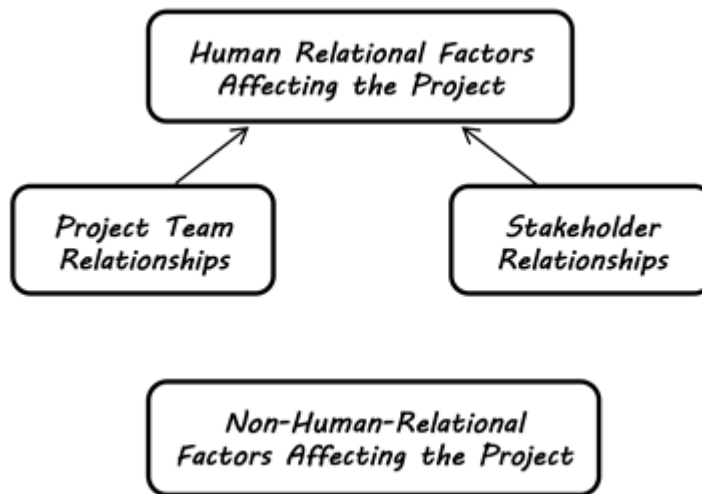 Human Relational Factors
Affecting the Project
Project Team
Relationships
Stakeholder
Relationships
Non-Human-Relational
Factors Affecting the Project